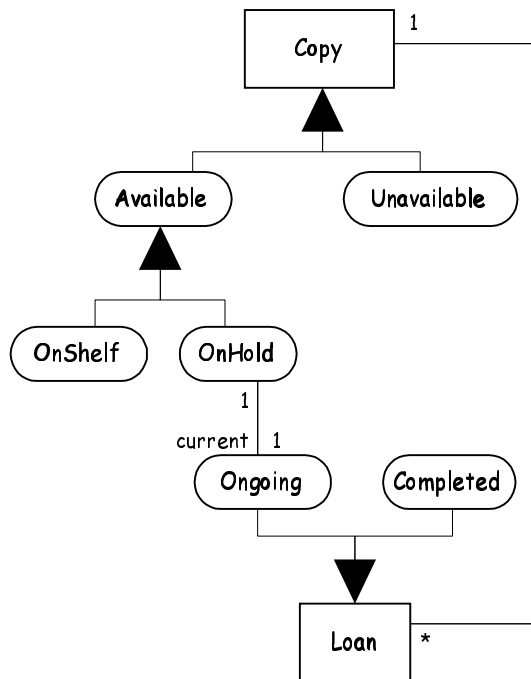 1
Copy
Available
Unavailable
OnShelf
OnHold
1
current 1
Ongoing
Completed
Loan
*